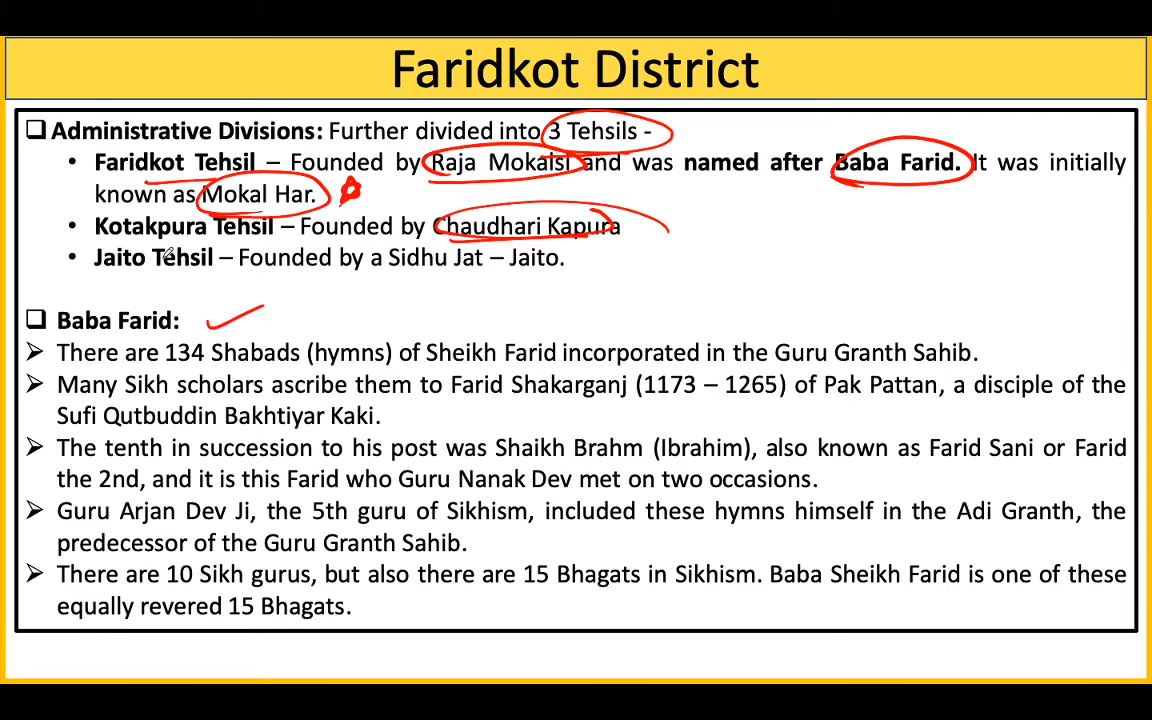 Faridkot District
❑ Administrative Divisions: Further divided into 3 Tehsils -
• Faridkot Tehsil – Founded by Raja Mokalsi and was named after Baba Farid. It was initially
known as Mokal Har.
• Kotakpura Tehsil – Founded by Chaudhari Kapura
• Jaito Tehsil – Founded by a Sidhu Jat – Jaito.
❑ Baba Farid:
➢ There are 134 Shabads (hymns) of Sheikh Farid incorporated in the Guru Granth Sahib.
➢ Many Sikh scholars ascribe them to Farid Shakarganj (1173 – 1265) of Pak Pattan, a disciple of the
Sufi Qutbuddin Bakhtiyar Kaki.
➢ The tenth in succession to his post was Shaikh Brahm (Ibrahim), also known as Farid Sani or Farid
the 2nd, and it is this Farid who Guru Nanak Dev met on two occasions.
➢ Guru Arjan Dev Ji, the 5th guru of Sikhism, included these hymns himself in the Adi Granth, the
predecessor of the Guru Granth Sahib.
➢ There are 10 Sikh gurus, but also there are 15 Bhagats in Sikhism. Baba Sheikh Farid is one of these
equally revered 15 Bhagats.